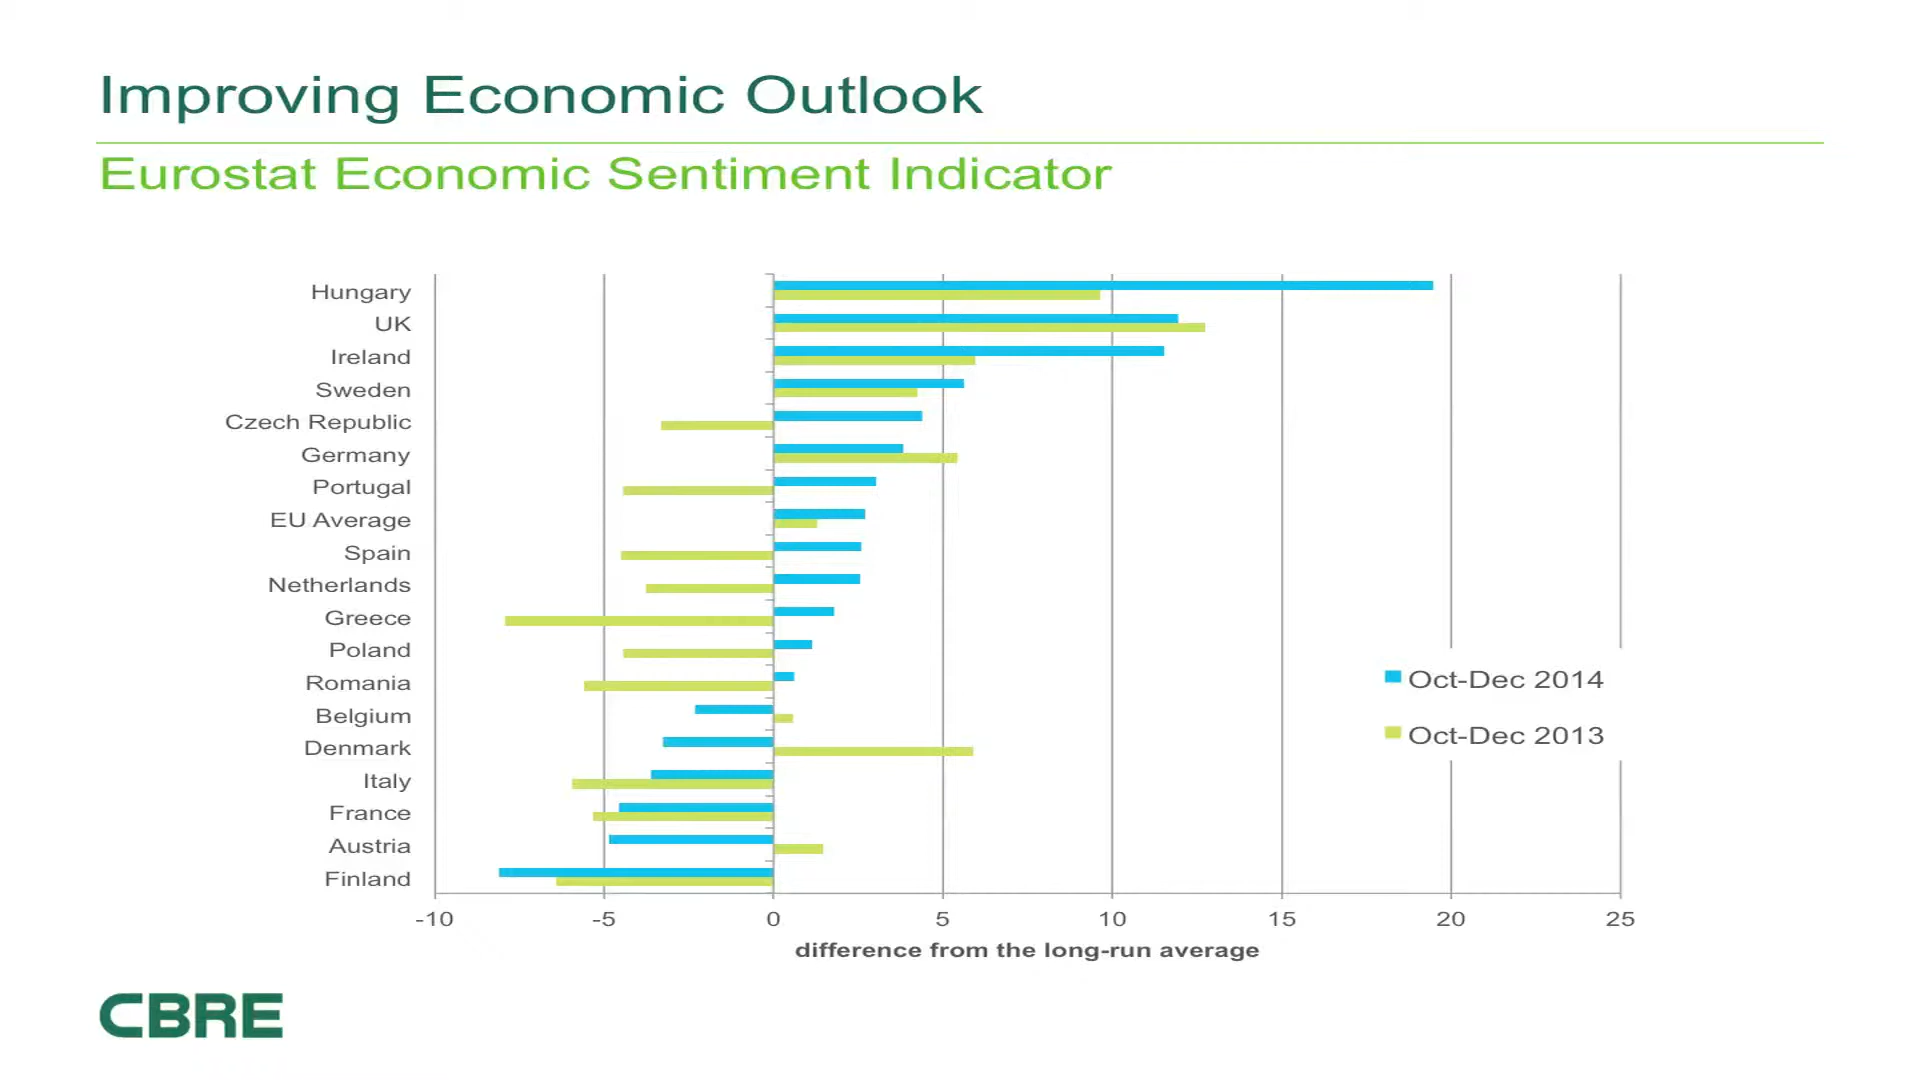 Improving Economic Outlook
Eurostat Economic Sentiment Indicator
Hungary
UK
Ireland
Sweden
Czech Republic
Germany
Portugal
EU Average
Spain
Netherlands
Greece
Poland
Romania
Belgium
Denmark
Italy
France
Austria
Finland
Oct-Dec 2014
Oct-Dec 2013
-10 -5 0 5 10 15 20 25
difference from the long-run average
CBRE